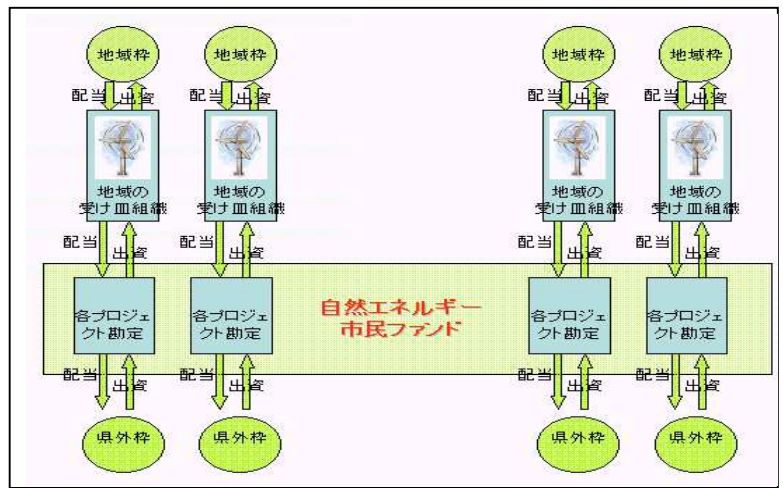 地域枠 地域枠 地域枠 地域枠
配当 出資 配当 出資 配当 出資 配当 出資
地域の 地域の 地域の 地域の
受け皿組織 受け皿組織 受け皿組織 受け皿組織
配当 出資 配当 出資 配当 出資 配当 出資
各プロジェ 各プロジェ 自然エネルギー 各プロジェ 各プロジェ
クト勘定 クト勘定 市民ファンド クト勘定 クト勘定
配当 出資 配当 出資 配当 出資 配当 出資
県外枠 県外枠 県外枠 県外枠